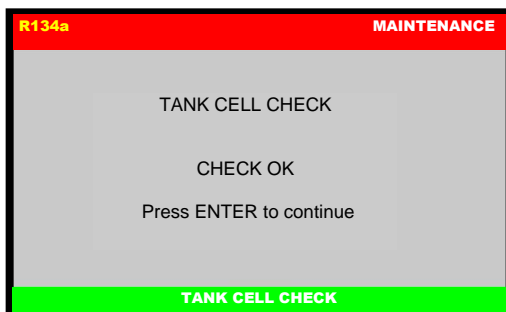 R134a MAINTENANCE
TANK CELL CHECK
CHECK OK
Press ENTER to continue
TANK CELL CHECK